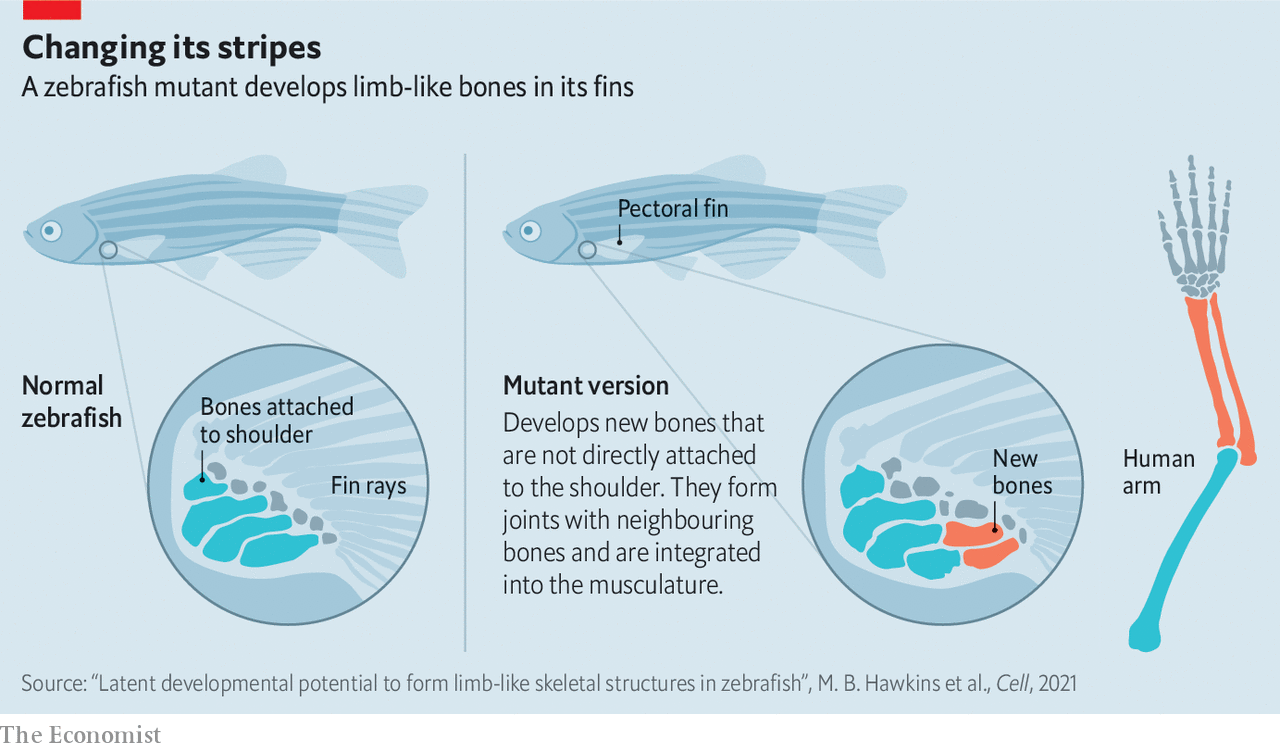 Changing its stripes
A zebrafish mutant develops limb-like bones in its fins
Normal
zebrafish
Bones attached
to shoulder
Fin rays
Pectoral fin
Mutant version
Develops new bones that
are not directly attached
to the shoulder. They form
joints with neighbouring
bones and are integrated
into the musculature.
New
bones
Human
arm
Source: “Latent developmental potential to form limb-like skeletal structures in zebrafish”, M. B. Hawkins et al., Cell, 2021
The Economist